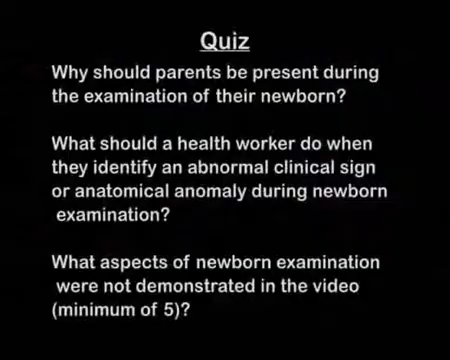 Quiz
Why should parents be present during
the examination of their newborn?
What should a health worker do when
they identify an abnormal clinical sign
or anatomical anomaly during newborn
examination?
What aspects of newborn examination
were not demonstrated in the video
(minimum of 5)?